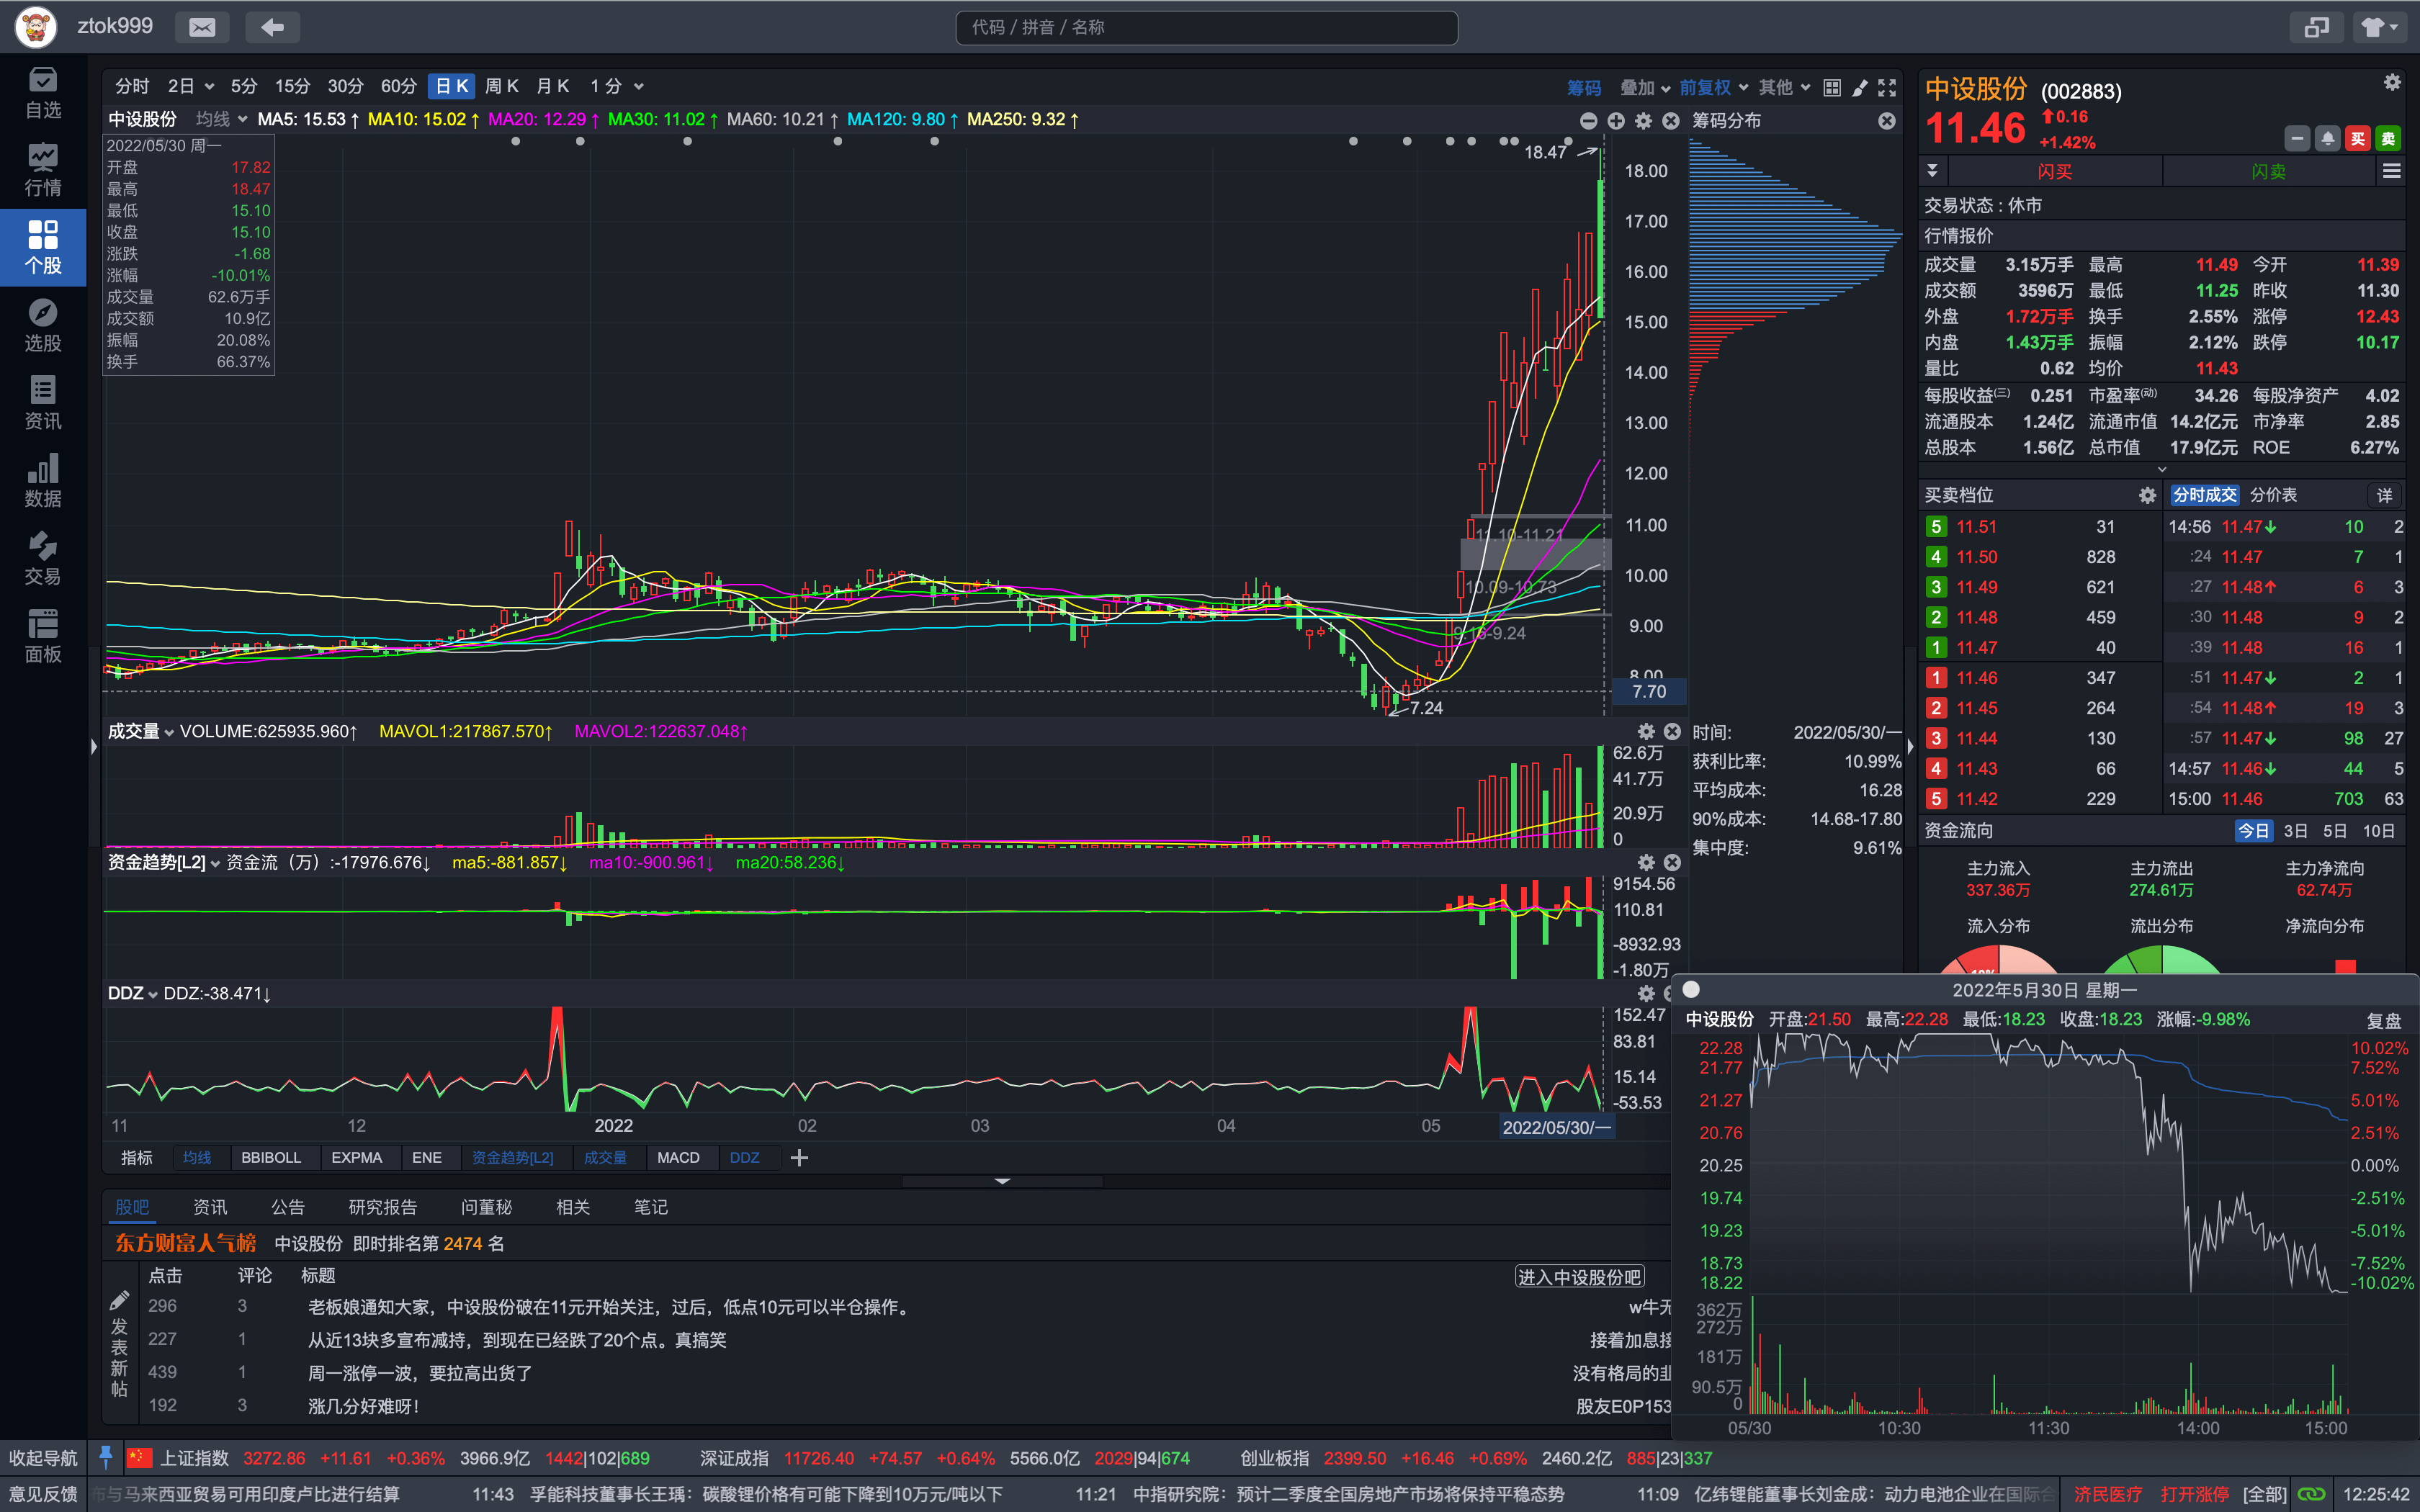 ztok999
代码 / 拼音 / 名称
自选
行情
个股
选股
资讯
数据
交易
面板
分时 2日 5分 15分 30分 60分 日K 周K 月K 1分 筹码 叠加 前复权 其他
中设股份 均线 MA5: 15.53↑ MA10: 15.02↑ MA20: 12.29↑ MA30: 11.02↑ MA60: 10.21↑ MA120: 9.80↑ MA250: 9.32↑
2022/05/30 周一
开盘 17.82
最高 18.47
最低 15.10
收盘 15.10
涨跌 -1.68
涨幅 -10.01%
成交量 62.6万手
成交额 10.9亿
振幅 20.08%
换手 66.37%
18.47
11.10-11.21
10.09-10.73
9.13-9.24
7.24
18.00
17.00
16.00
15.00
14.00
13.00
12.00
11.00
10.00
9.00
8.00
7.70
筹码分布
时间: 2022/05/30/一
获利比率: 10.99%
平均成本: 16.28
90%成本: 14.68-17.80
集中度: 9.61%
成交量 VOLUME:625935.960↑ MAVOL1:217867.570↑ MAVOL2:122637.048↑
62.6万
41.7万
20.9万
0
资金趋势[L2] 资金流（万）:-17976.676↓ ma5:-881.857↓ ma10:-900.961↓ ma20:58.236↓
9154.56
110.81
-8932.93
-1.80万
DDZ DDZ:-38.471↓
152.47
83.81
15.14
-53.53
11 12 2022 02 03 04 05 2022/05/30/一
指标 均线 BBIBOLL EXPMA ENE 资金趋势[L2] 成交量 MACD DDZ
股吧 资讯 公告 研究报告 问董秘 相关 笔记
东方财富人气榜 中设股份 即时排名第 2474 名
点击 评论 标题 进入中设股份吧
发表新帖
296 3 老板娘通知大家，中设股份破在11元开始关注，过后，低点10元可以半仓操作。 w牛无
227 1 从近13块多宣布减持，到现在已经跌了20个点。真搞笑 接着加息接
439 1 周一涨停一波，要拉高出货了 没有格局的韭
192 3 涨几分好难呀！ 股友E0P153
中设股份 (002883)
11.46 0.16
+1.42%
买 卖
闪买 闪卖
交易状态：休市
行情报价
成交量 3.15万手 最高 11.49 今开 11.39
成交额 3596万 最低 11.25 昨收 11.30
外盘 1.72万手 换手 2.55% 涨停 12.43
内盘 1.43万手 振幅 2.12% 跌停 10.17
量比 0.62 均价 11.43
每股收益(三) 0.251 市盈率(动) 34.26 每股净资产 4.02
流通股本 1.24亿 流通市值 14.2亿元 市净率 2.85
总股本 1.56亿 总市值 17.9亿元 ROE 6.27%
买卖档位 分时成交 分价表 详
5 11.51 31 14:56 11.47↓ 10 2
4 11.50 828 :24 11.47 7 1
3 11.49 621 :27 11.48↑ 6 3
2 11.48 459 :30 11.48 9 2
1 11.47 40 :39 11.48 16 1
1 11.46 347 :51 11.47↓ 2 1
2 11.45 264 :54 11.48↑ 19 3
3 11.44 130 :57 11.47↓ 98 27
4 11.43 66 14:57 11.46↓ 44 5
5 11.42 229 15:00 11.46 703 63
资金流向 今日 3日 5日 10日
主力流入 主力流出 主力净流向
337.36万 274.61万 62.74万
流入分布 流出分布 净流向分布
2022年5月30日 星期一
中设股份 开盘:21.50 最高:22.28 最低:18.23 收盘:18.23 涨幅:-9.98% 复盘
22.28 10.02%
21.77 7.52%
21.27 5.01%
20.76 2.51%
20.25 0.00%
19.74 -2.51%
19.23 -5.01%
18.73 -7.52%
18.22 -10.02%
362万
272万
181万
90.5万
0
05/30 10:30 11:30 14:00 15:00
收起导航 上证指数 3272.86 +11.61 +0.36% 3966.9亿 1442|102|689 深证成指 11726.40 +74.57 +0.64% 5566.0亿 2029|94|674 创业板指 2399.50 +16.46 +0.69% 2460.2亿 885|23|337
意见反馈 市与马来西亚贸易可用印度卢比进行结算 11:43 孚能科技董事长王瑀：碳酸锂价格有可能下降到10万元/吨以下 11:21 中指研究院：预计二季度全国房地产市场将保持平稳态势 11:09 亿纬锂能董事长刘金成：动力电池企业在国际合 济民医疗 打开涨停 [全部] 12:25:42